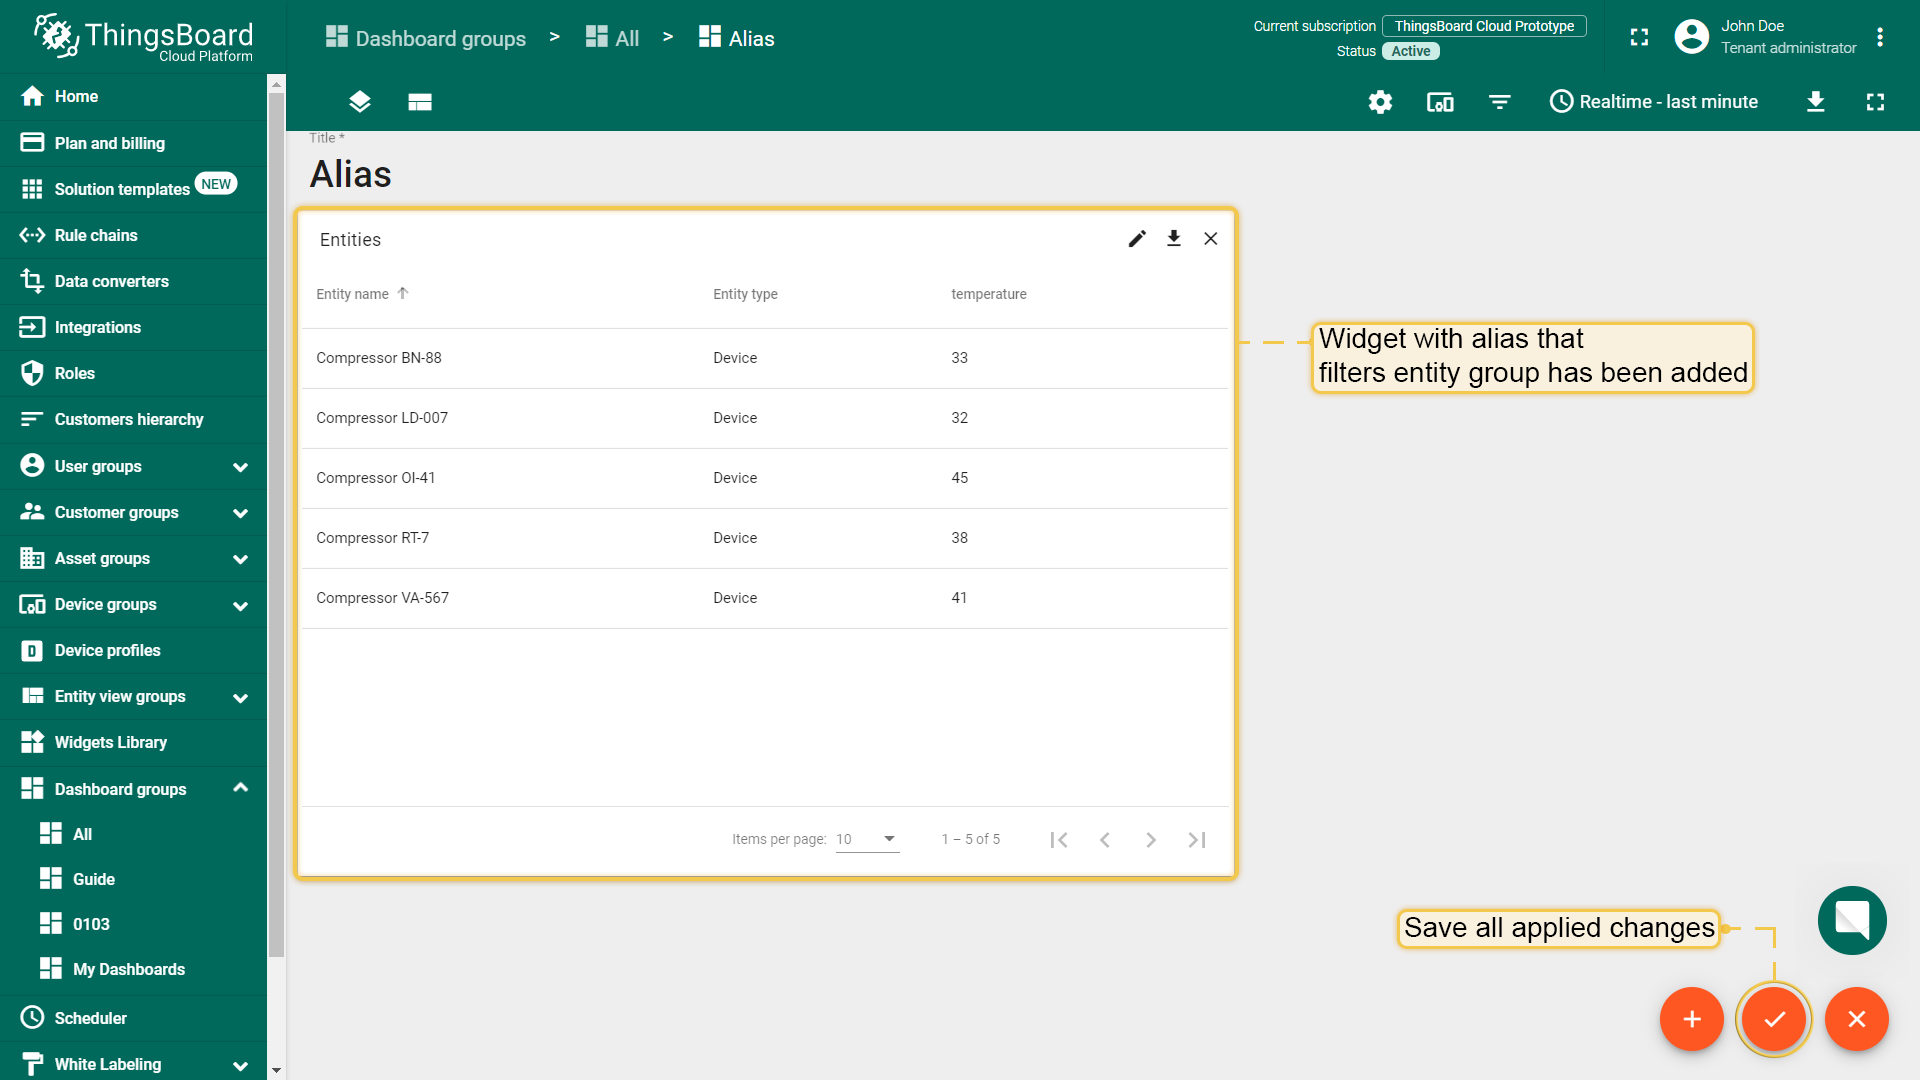 ThingsBoard
Cloud Platform
Dashboard groups > All > Alias
Current subscription ThingsBoard Cloud Prototype
Status Active
John Doe
Tenant administrator
Realtime - last minute
Home
Plan and billing
Solution templates NEW
Rule chains
Data converters
Integrations
Roles
Customers hierarchy
User groups
Customer groups
Asset groups
Device groups
D Device profiles
Entity view groups
Widgets Library
Dashboard groups
All
Guide
0103
My Dashboards
Scheduler
White Labeling
Title *
Alias
Entities
Entity name Entity type temperature
Compressor BN-88 Device 33
Compressor LD-007 Device 32
Compressor OI-41 Device 45
Compressor RT-7 Device 38
Compressor VA-567 Device 41
Items per page: 10 1 – 5 of 5
Widget with alias that
filters entity group has been added
Save all applied changes